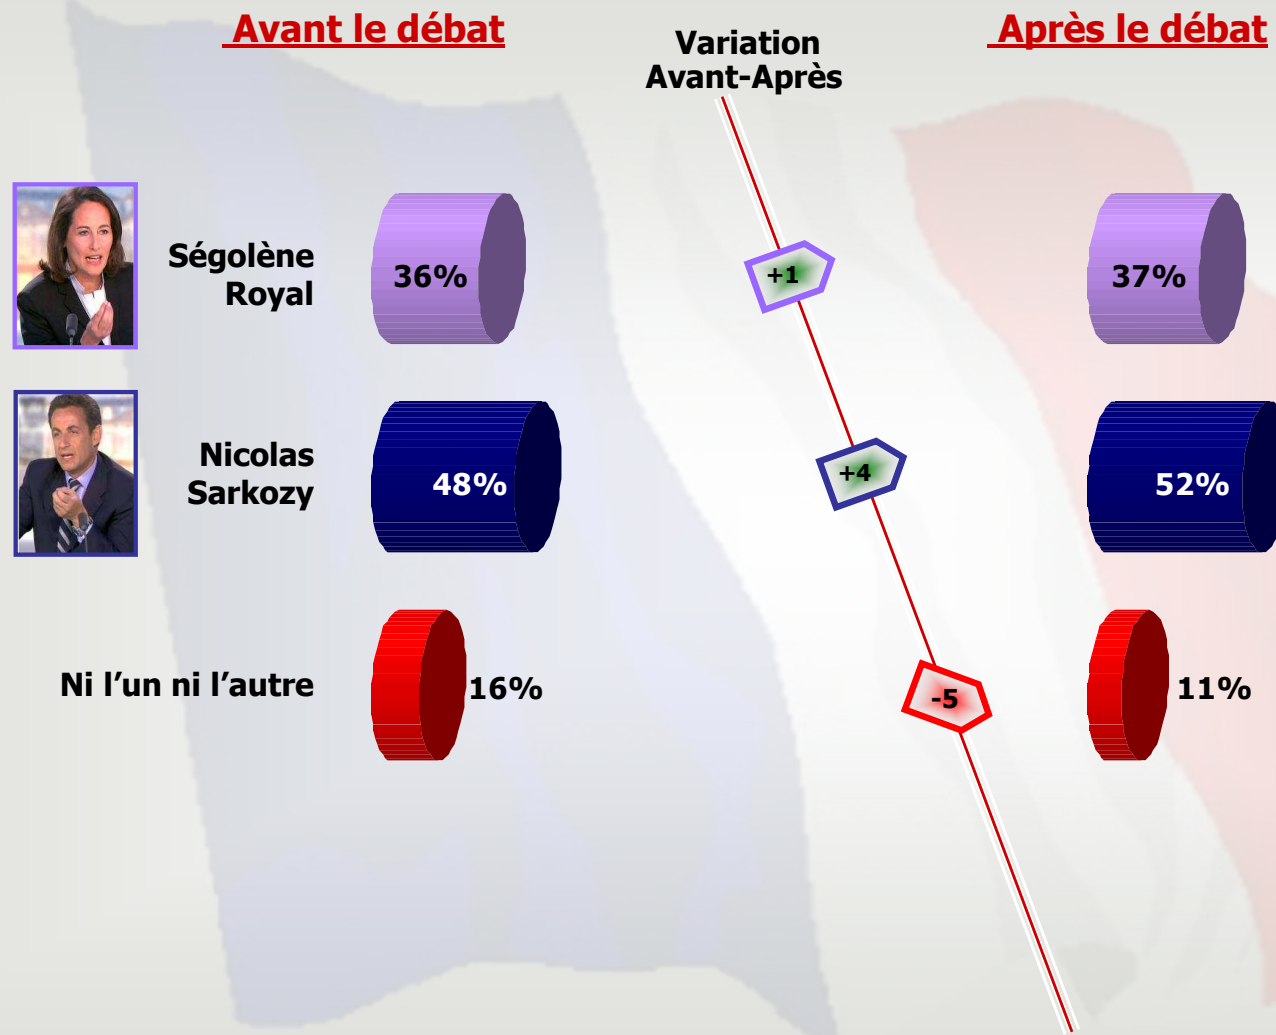 Avant le débat
Variation
Avant-Après
Après le débat
Ségolène
Royal
36%
+1
37%
Nicolas
Sarkozy
48%
+4
52%
Ni l’un ni l’autre
16%
-5
11%